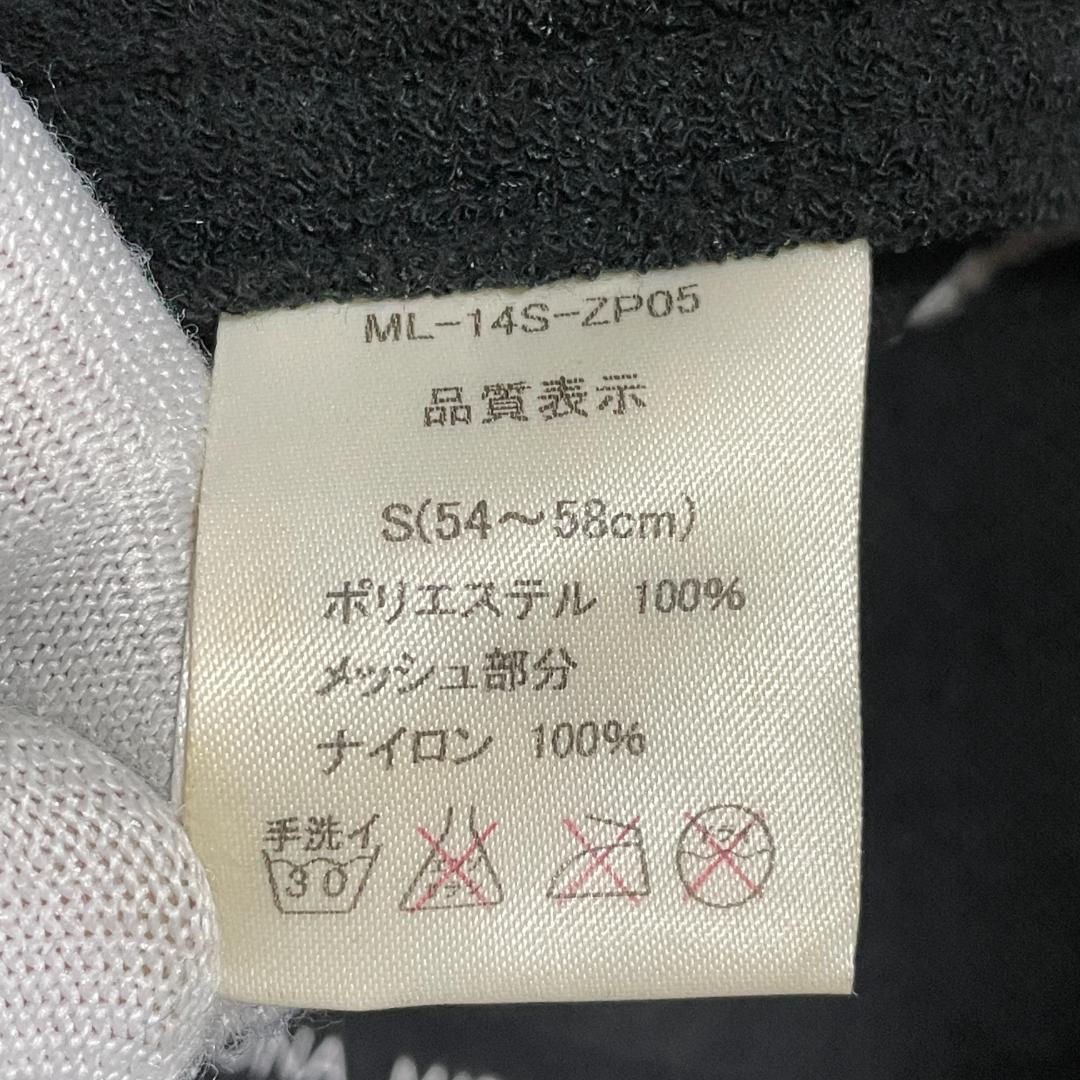 ML-14S-ZP05
品質表示
S(54～58cm)
ポリエステル 100%
メッシュ部分
ナイロン 100%
手洗イ
30